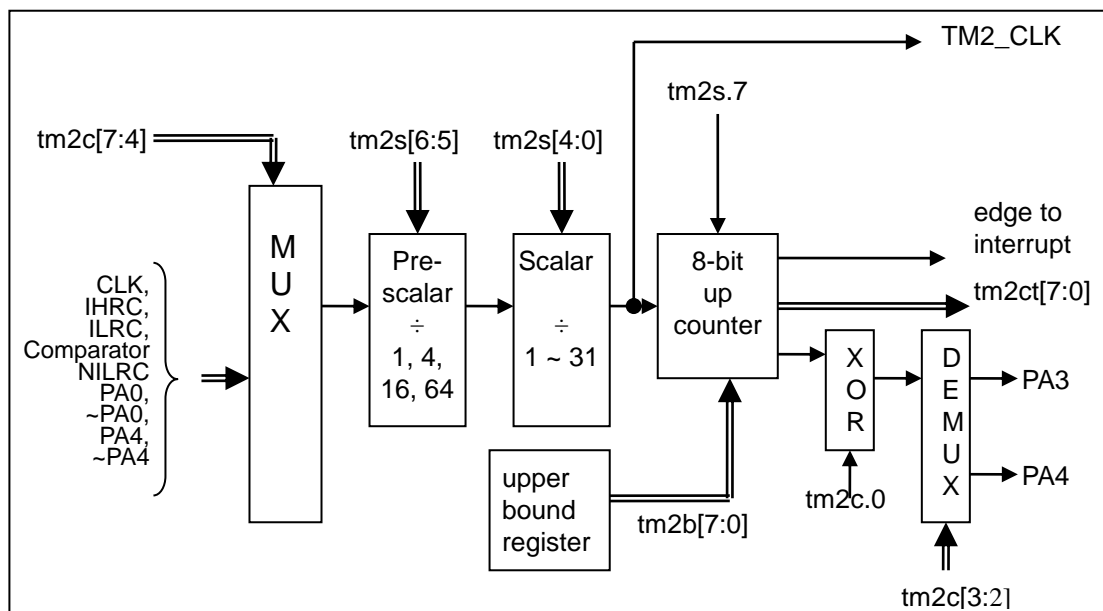 TM2_CLK
tm2s.7
tm2c[7:4]
tm2s[6:5]
tm2s[4:0]
edge to
interrupt
M
U
X
Pre-
scalar
÷
1, 4,
16, 64
Scalar
÷
1 ~ 31
8-bit
up
counter
tm2ct[7:0]
CLK,
IHRC,
ILRC,
Comparator
NILRC
PA0,
~PA0,
PA4,
~PA4
X
O
R
D
E
M
U
X
PA3
PA4
upper
bound
register
tm2b[7:0]
tm2c.0
tm2c[3:2]